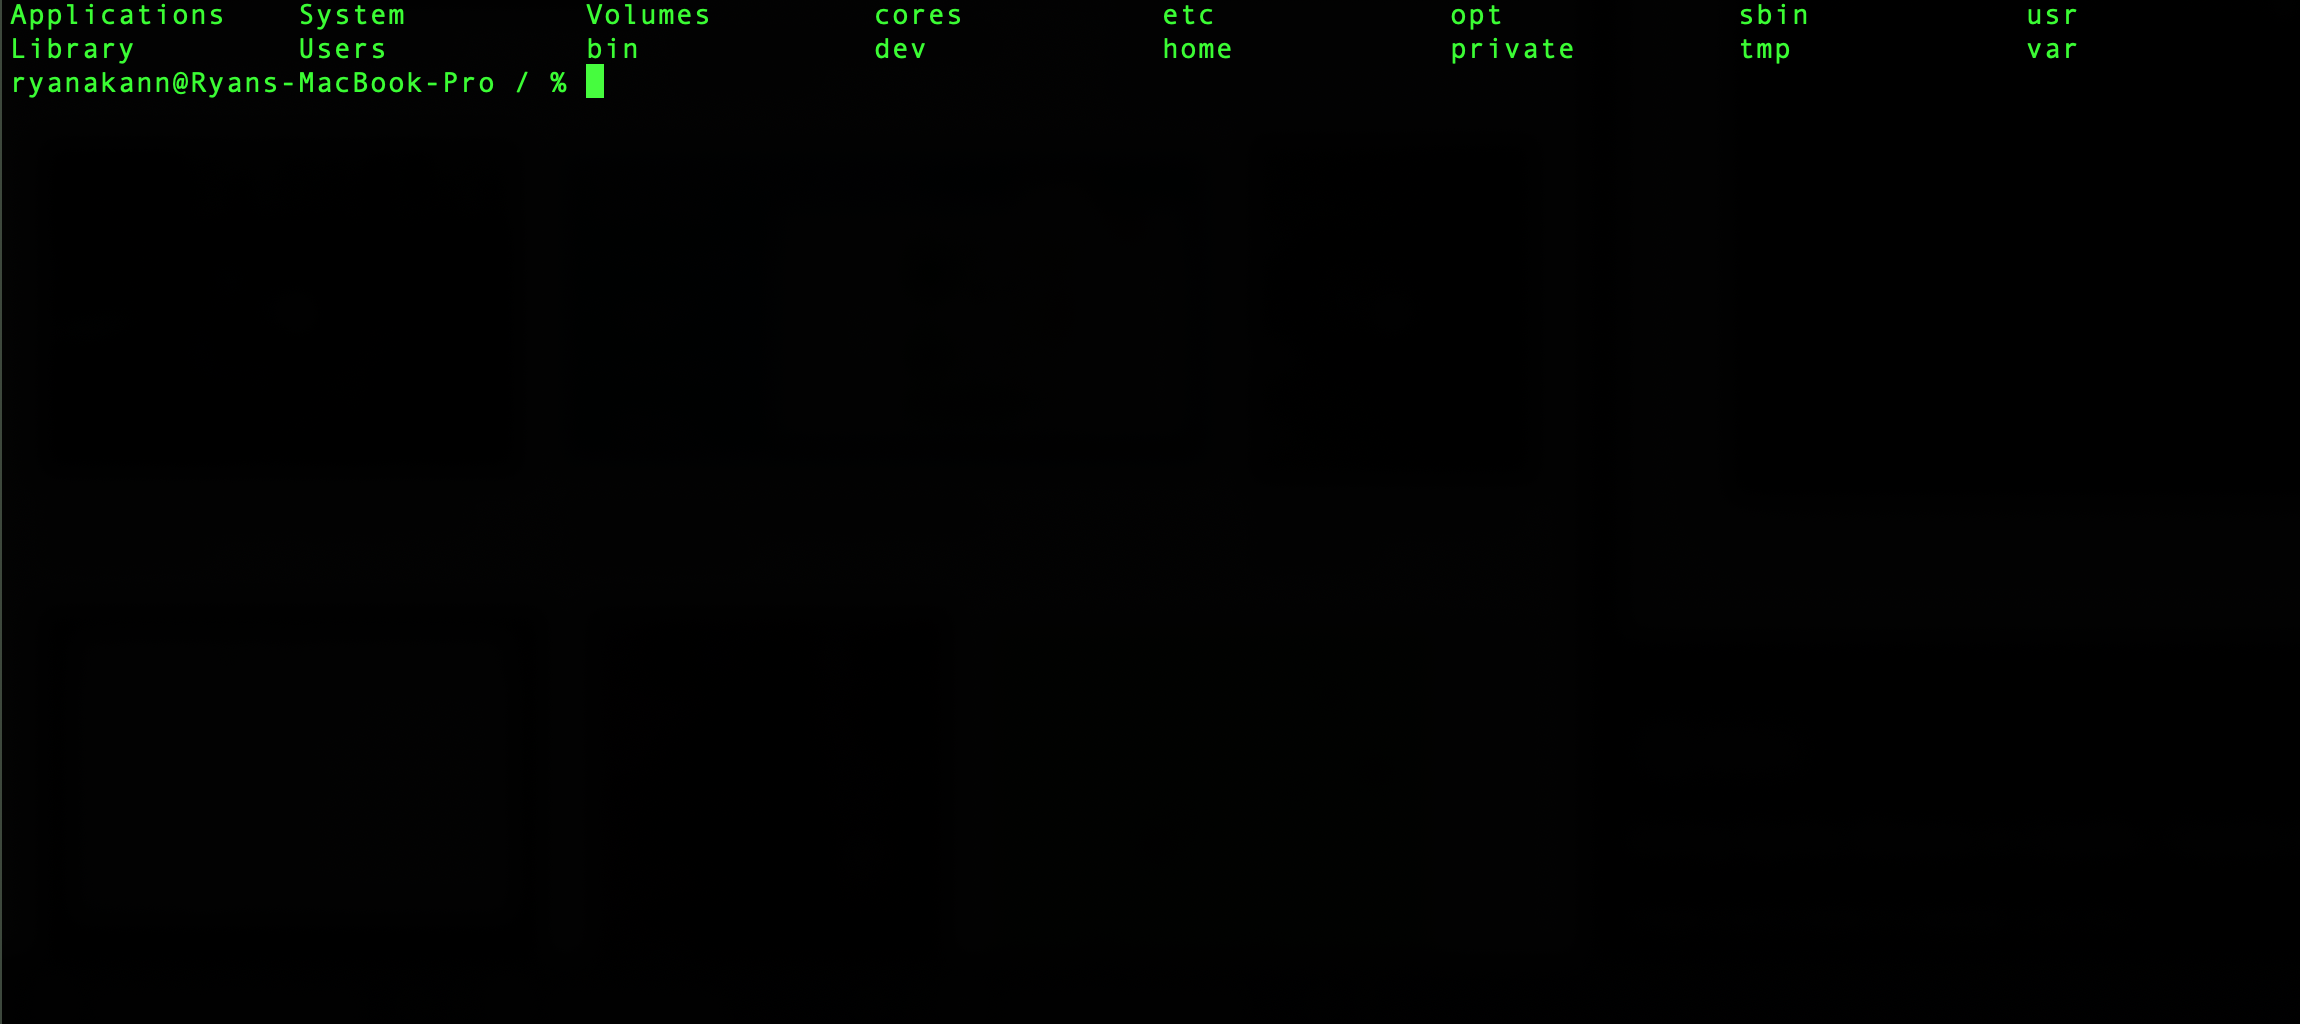 Applications System Volumes cores etc opt sbin usr
Library Users bin dev home private tmp var
ryanakann@Ryans-MacBook-Pro / %